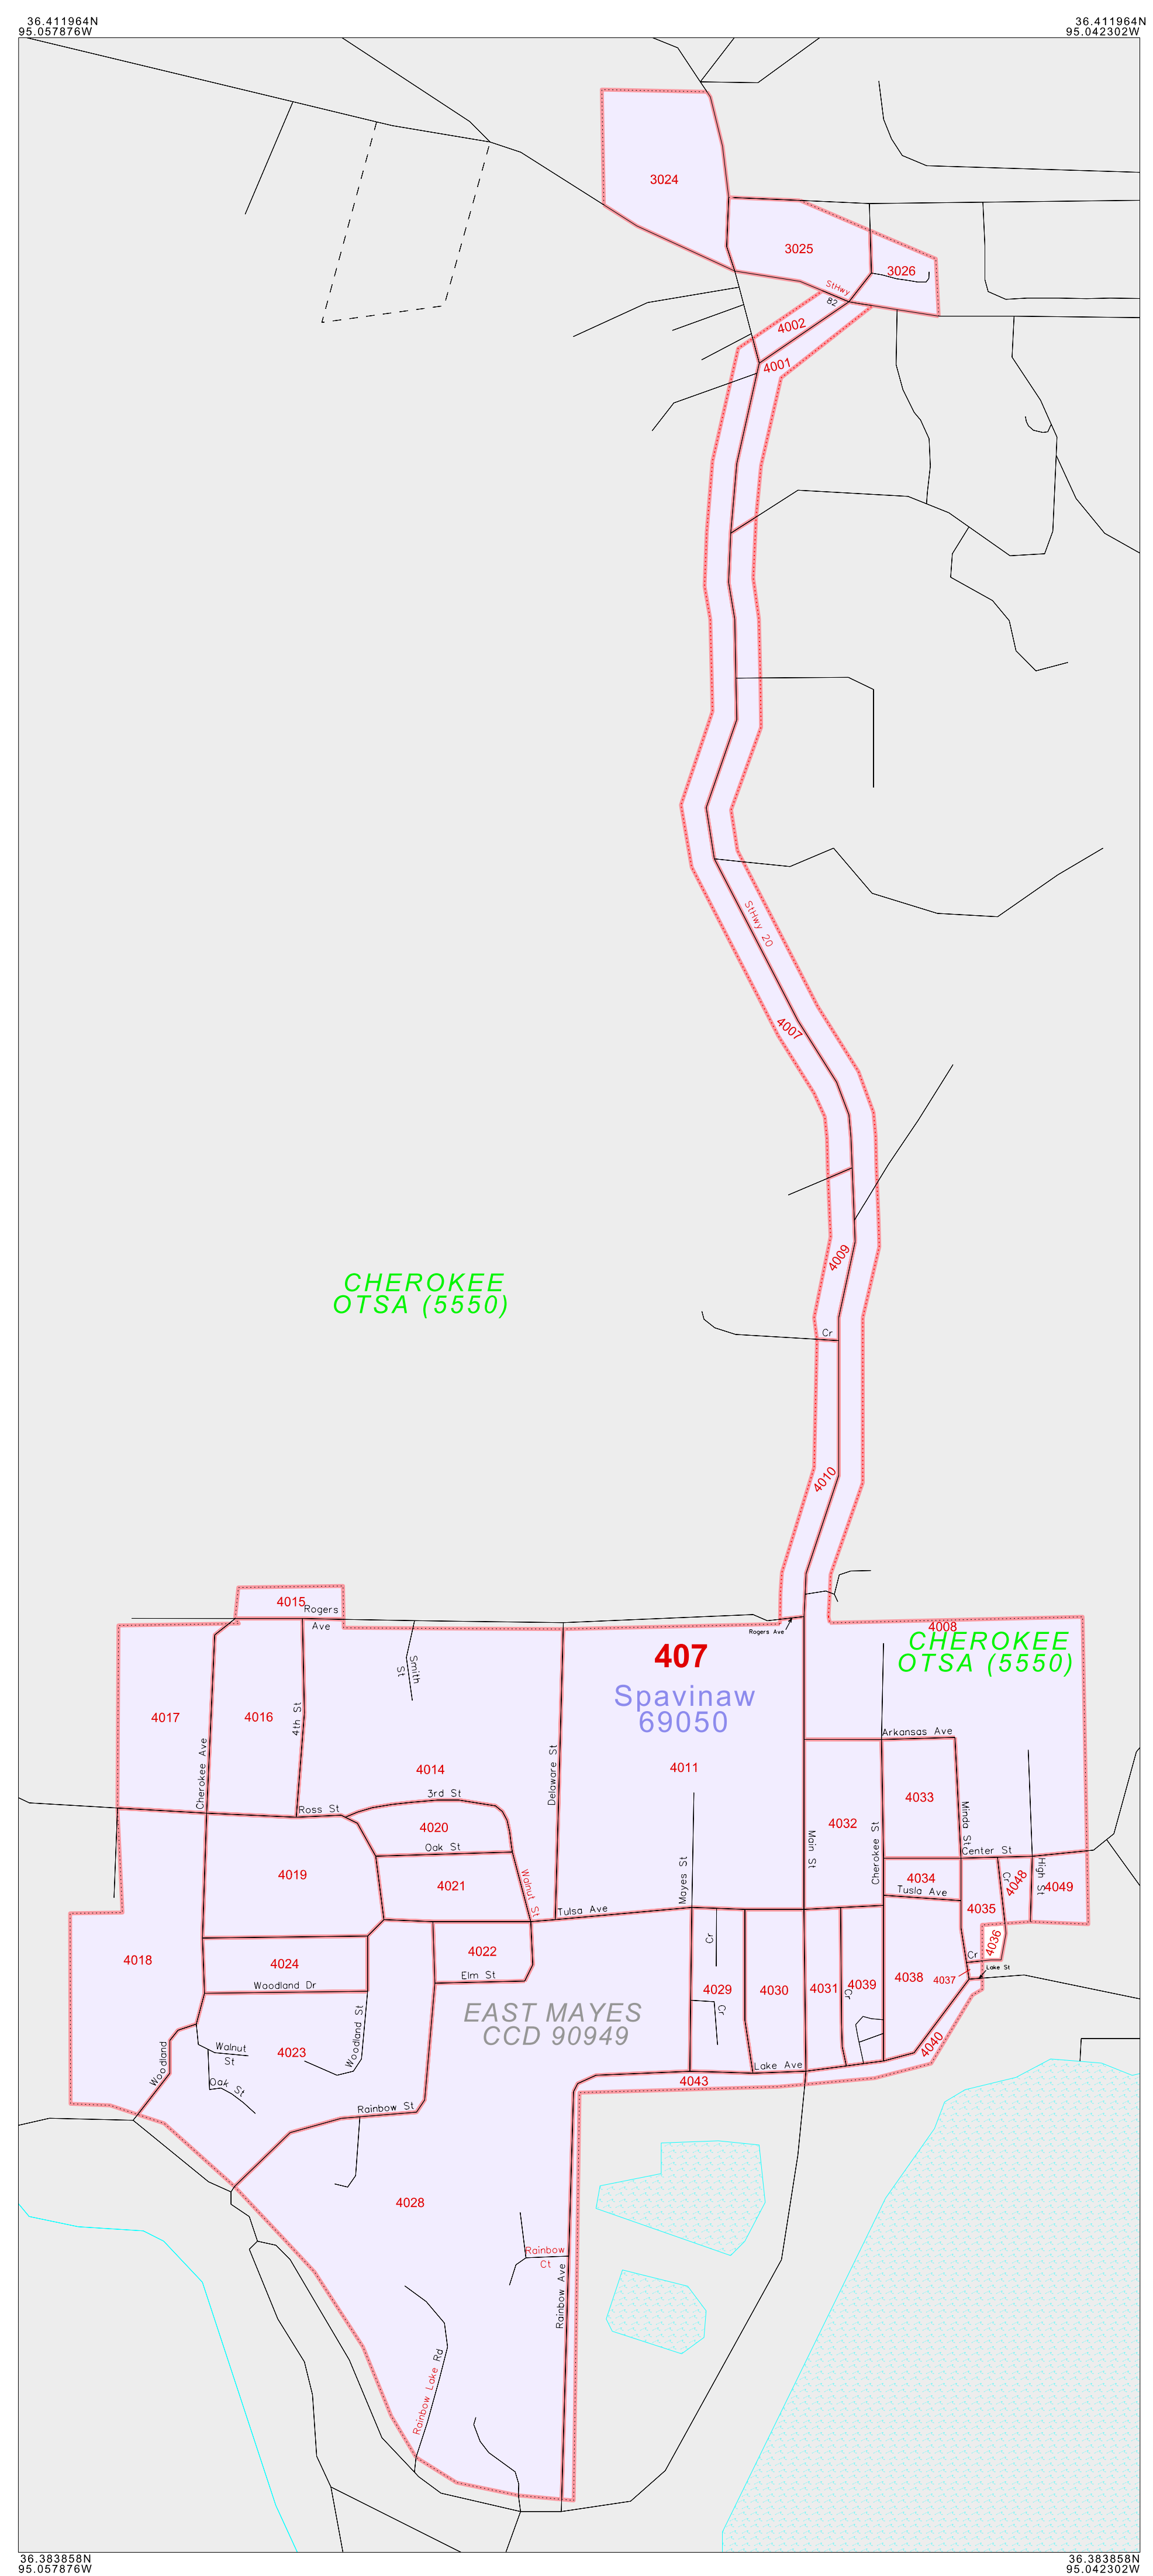 36.411964N
95.057876W
36.411964N
95.042302W
3024
3025
3026
StHwy
82
4002
4001
StHwy 20
4007
4009
CHEROKEE
OTSA (5550)
Cr
4010
4015
Rogers
Ave
Rogers Ave
4008
CHEROKEE
OTSA (5550)
407
Spavinaw
69050
Smith
St
4017
4016
4th St
Cherokee Ave
4014
Delaware St
4011
Arkansas Ave
4033
4032
Minda St
Main St
Cherokee St
3rd St
Ross St
4020
Oak St
4019
4021
Walnut St
Mayes St
Tulsa Ave
Center St
4034
Tusla Ave
4035
Cr
4048
High St
4049
4036
Cr
Lake St
4037
4018
4024
Woodland Dr
4022
Elm St
Cr
4029
Cr
4030
4031
4039
Cr
4038
4040
EAST MAYES
CCD 90949
Woodland St
4023
Walnut
St
Woodland
Oak St
Lake Ave
4043
Rainbow St
4028
Rainbow
Ct
Rainbow Ave
Rainbow Lake Rd
36.383858N
95.057876W
36.383858N
95.042302W